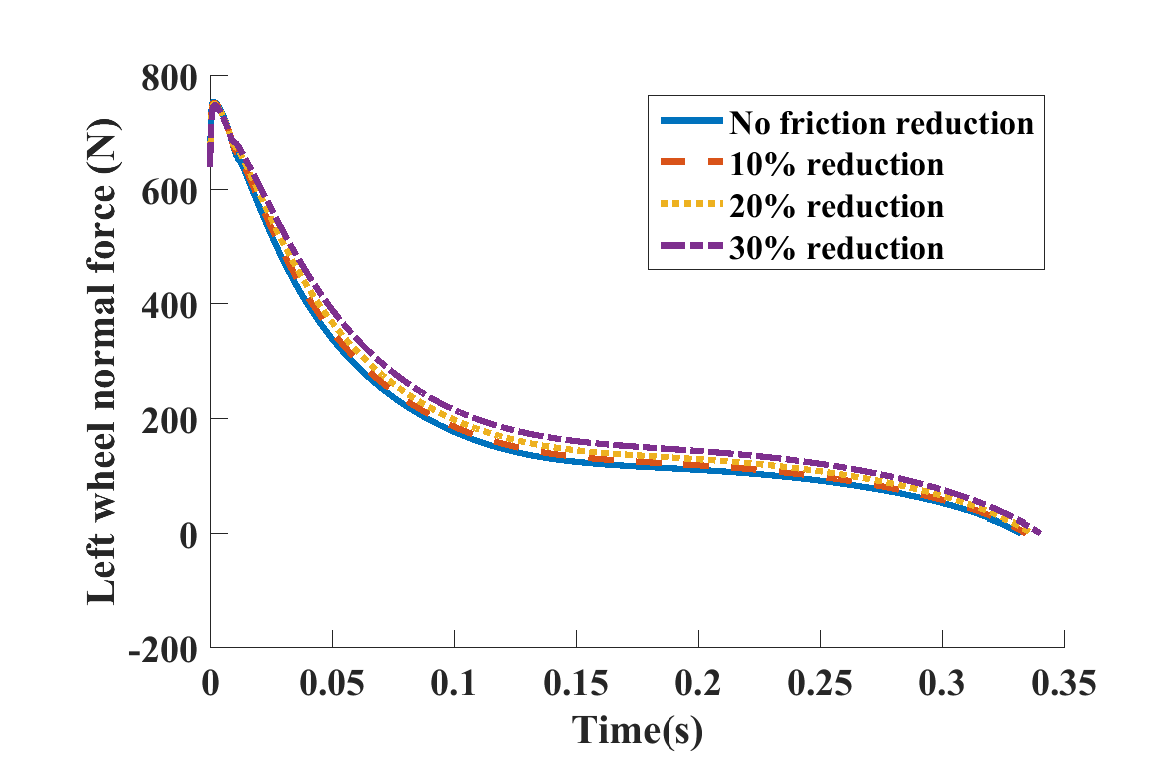 Left wheel normal force (N)
800
600
400
200
0
-200
No friction reduction
10% reduction
20% reduction
30% reduction
0 0.05 0.1 0.15 0.2 0.25 0.3 0.35
Time(s)